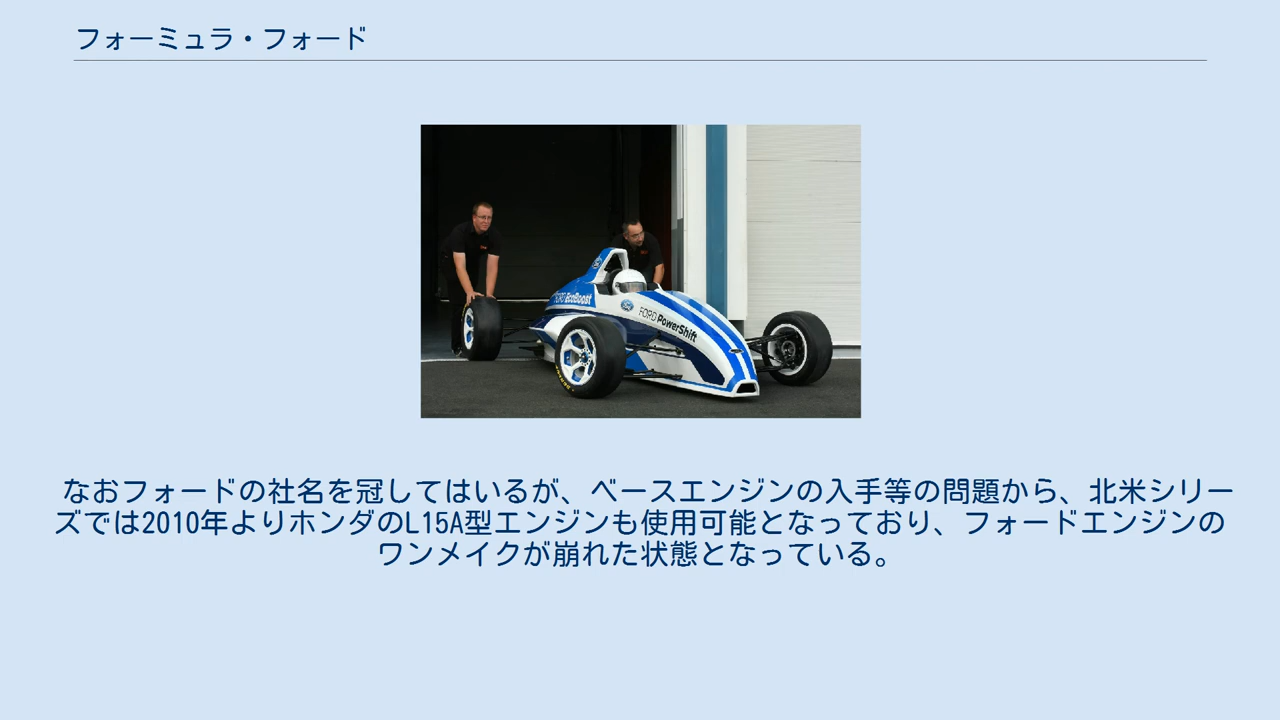 フォーミュラ・フォード
FORD EcoBoost
FORD PowerShift
なおフォードの社名を冠してはいるが、ベースエンジンの入手等の問題から、北米シリー
ズでは2010年よりホンダのL15A型エンジンも使用可能となっており、フォードエンジンの
ワンメイクが崩れた状態となっている。